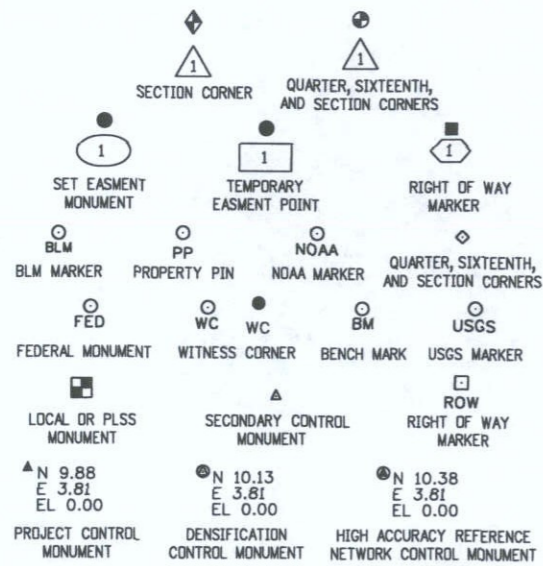 1
1
SECTION CORNER
QUARTER, SIXTEENTH,
AND SECTION CORNERS
1
1
1
SET EASMENT
MONUMENT
TEMPORARY
EASMENT POINT
RIGHT OF WAY
MARKER
BLM
PP
NOAA
BLM MARKER
PROPERTY PIN
NOAA MARKER
QUARTER, SIXTEENTH,
AND SECTION CORNERS
FED
WC
WC
BM
USGS
FEDERAL MONUMENT
WITNESS CORNER
BENCH MARK
USGS MARKER
ROW
LOCAL OR PLSS
MONUMENT
SECONDARY CONTROL
MONUMENT
RIGHT OF WAY
MARKER
N 9.88
E 3.81
EL 0.00
N 10.13
E 3.81
EL 0.00
N 10.38
E 3.81
EL 0.00
PROJECT CONTROL
MONUMENT
DENSIFICATION
CONTROL MONUMENT
HIGH ACCURACY REFERENCE
NETWORK CONTROL MONUMENT